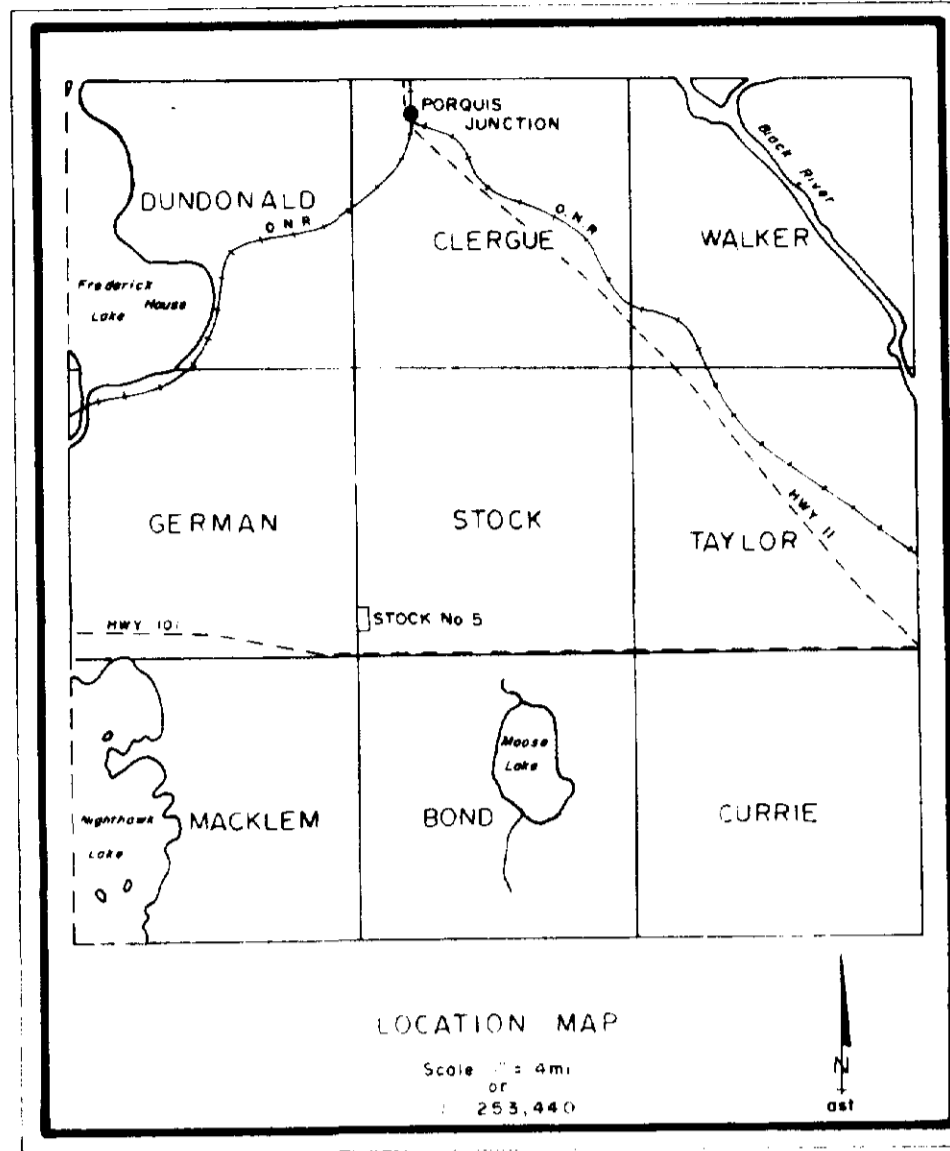 PORQUIS
JUNCTION
Black River
DUNDONALD
O N R
O. N. R
CLERGUE
WALKER
Frederick
House
Lake
HWY 11
GERMAN
STOCK
TAYLOR
HWY 101
STOCK No 5
Moose
Lake
Nighthawk
Lake
MACKLEM
BOND
CURRIE
LOCATION MAP
Scale = 4mi
or
253,440
N
ast